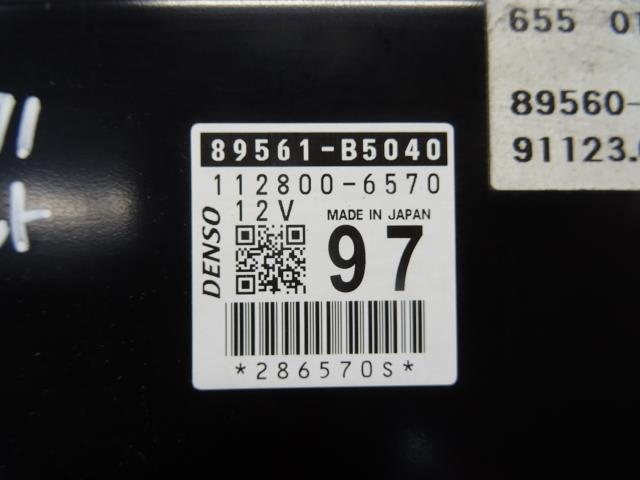 655 01
89560-
91123.
89561-B5040
112800-6570
12V MADE IN JAPAN
DENSO
97
*286570S*